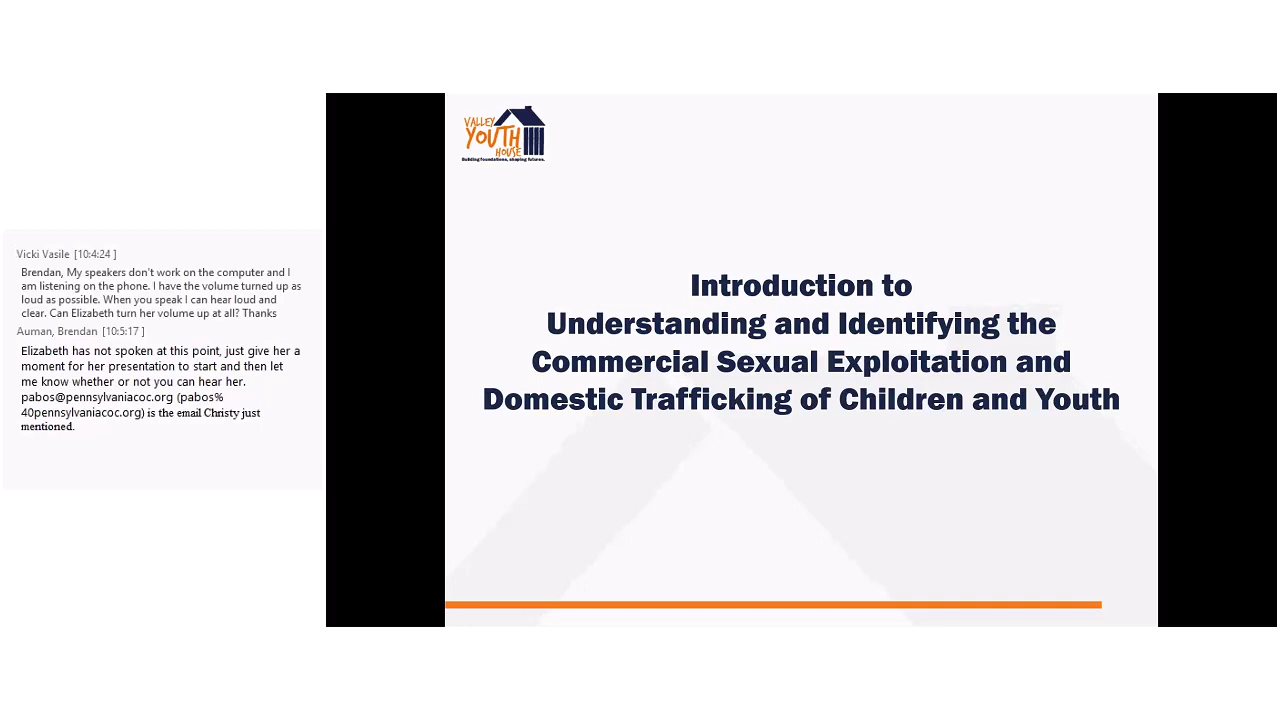 Vicki Vasile [10:4:24 ]
Brendan, My speakers don't work on the computer and I
am listening on the phone. I have the volume turned up as
loud as possible. When you speak I can hear loud and
clear. Can Elizabeth turn her volume up at all? Thanks
Auman, Brendan [10:5:17 ]
Elizabeth has not spoken at this point, just give her a
moment for her presentation to start and then let
me know whether or not you can hear her.
pabos@pennsylvaniacoc.org (pabos%
40pennsylvaniacoc.org) is the email Christy just
mentioned.
VALLEY
YOUTH
HOUSE
Building foundations, shaping futures.
Introduction to
Understanding and Identifying the
Commercial Sexual Exploitation and
Domestic Trafficking of Children and Youth